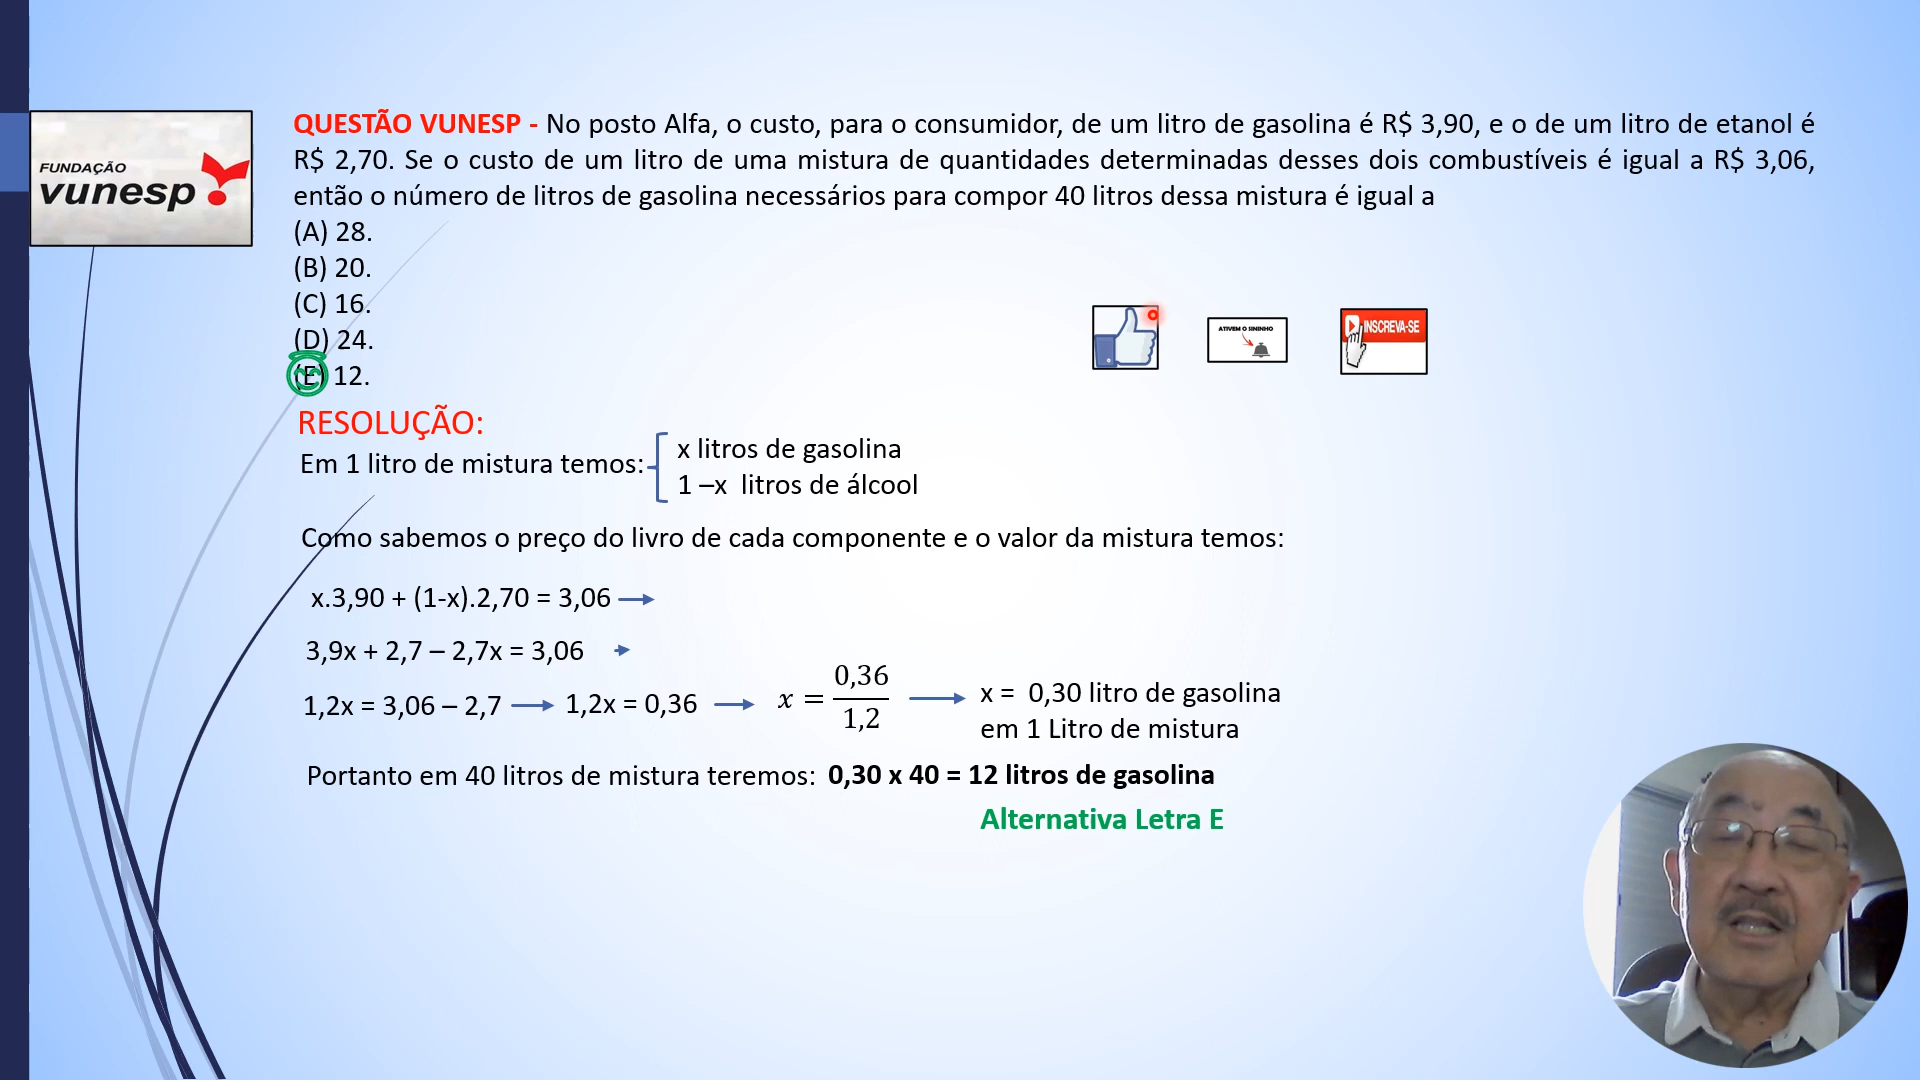 FUNDAÇÃO
vunesp
QUESTÃO VUNESP - No posto Alfa, o custo, para o consumidor, de um litro de gasolina é R$ 3,90, e o de um litro de etanol é
R$ 2,70. Se o custo de um litro de uma mistura de quantidades determinadas desses dois combustíveis é igual a R$ 3,06,
então o número de litros de gasolina necessários para compor 40 litros dessa mistura é igual a
(A) 28.
(B) 20.
(C) 16.
(D) 24.
(E) 12.
ATIVEM O SININHO
INSCREVA-SE
RESOLUÇÃO:
Em 1 litro de mistura temos:
x litros de gasolina
1 –x litros de álcool
Como sabemos o preço do livro de cada componente e o valor da mistura temos:
x.3,90 + (1-x).2,70 = 3,06
3,9x + 2,7 – 2,7x = 3,06
1,2x = 3,06 – 2,7
1,2x = 0,36
x = 0,36/1,2
x = 0,30 litro de gasolina
em 1 Litro de mistura
Portanto em 40 litros de mistura teremos: 0,30 x 40 = 12 litros de gasolina
Alternativa Letra E